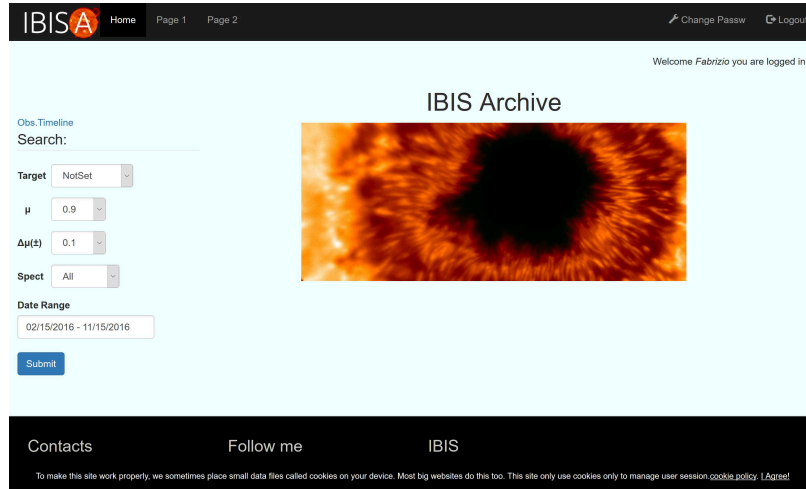 IBISA Home Page 1 Page 2 Change Passw Logout
Welcome Fabrizio you are logged in
IBIS Archive
Obs.Timeline
Search:
Target NotSet
μ 0.9
Δμ(±) 0.1
Spect All
Date Range
02/15/2016 - 11/15/2016
Submit
Contacts Follow me IBIS
To make this site work properly, we sometimes place small data files called cookies on your device. Most big websites do this too. This site only use cookies only to manage user session.cookie policy. I Agree!